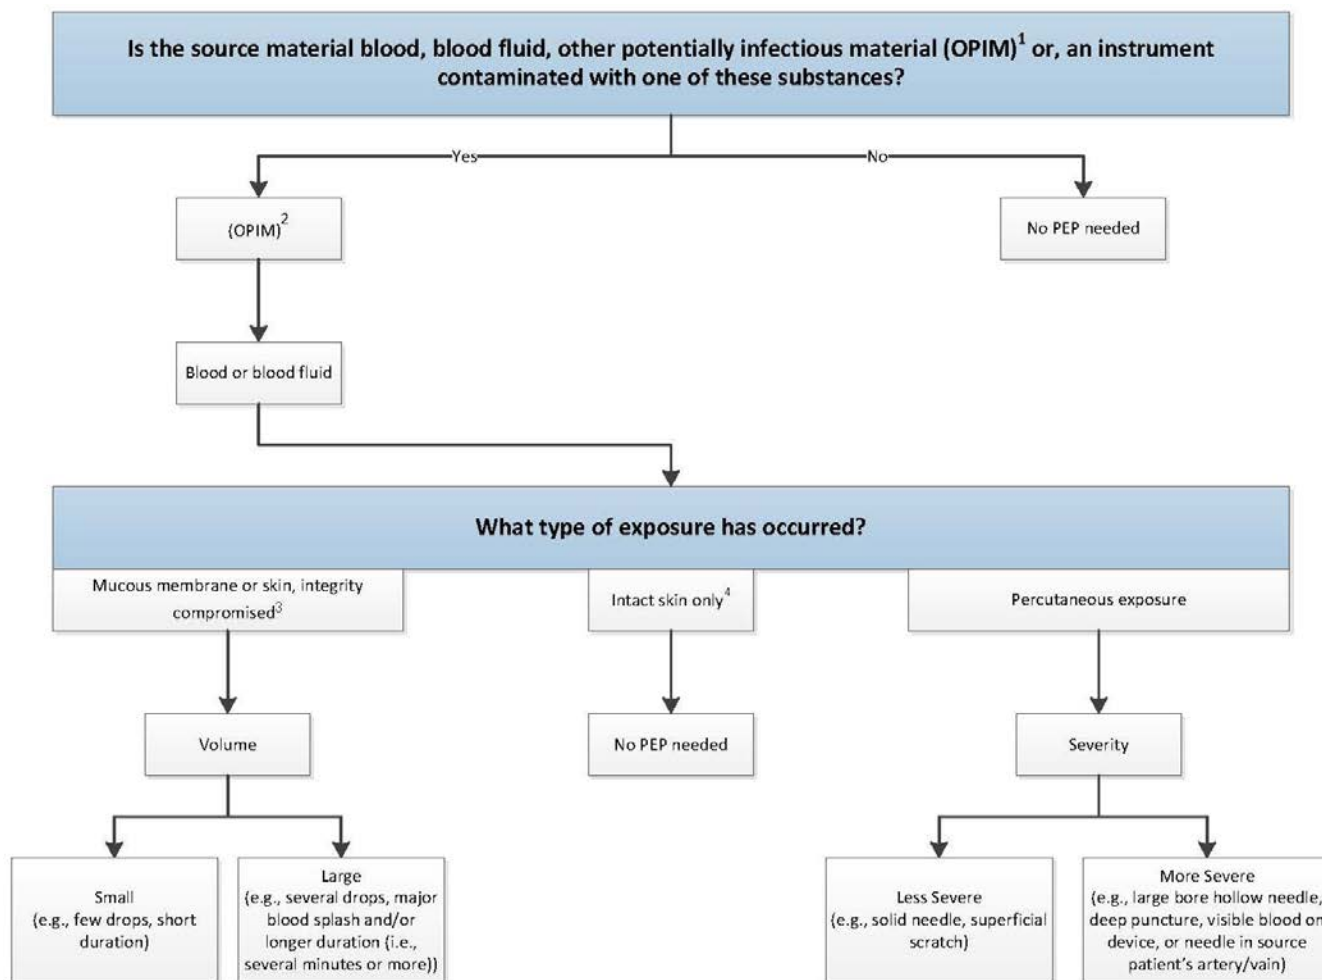 Is the source material blood, blood fluid, other potentially infectious material (OPIM)1 or, an instrument
contaminated with one of these substances?
Yes
No
(OPIM)2
No PEP needed
Blood or blood fluid
What type of exposure has occurred?
Mucous membrane or skin, integrity
compromised3
Intact skin only4
Percutaneous exposure
Volume
No PEP needed
Severity
Small
(e.g., few drops, short
duration)
Large
(e.g., several drops, major
blood splash and/or
longer duration (i.e.,
several minutes or more))
Less Severe
(e.g., solid needle, superficial
scratch)
More Severe
(e.g., large bore hollow needle,
deep puncture, visible blood on
device, or needle in source
patient's artery/vain)